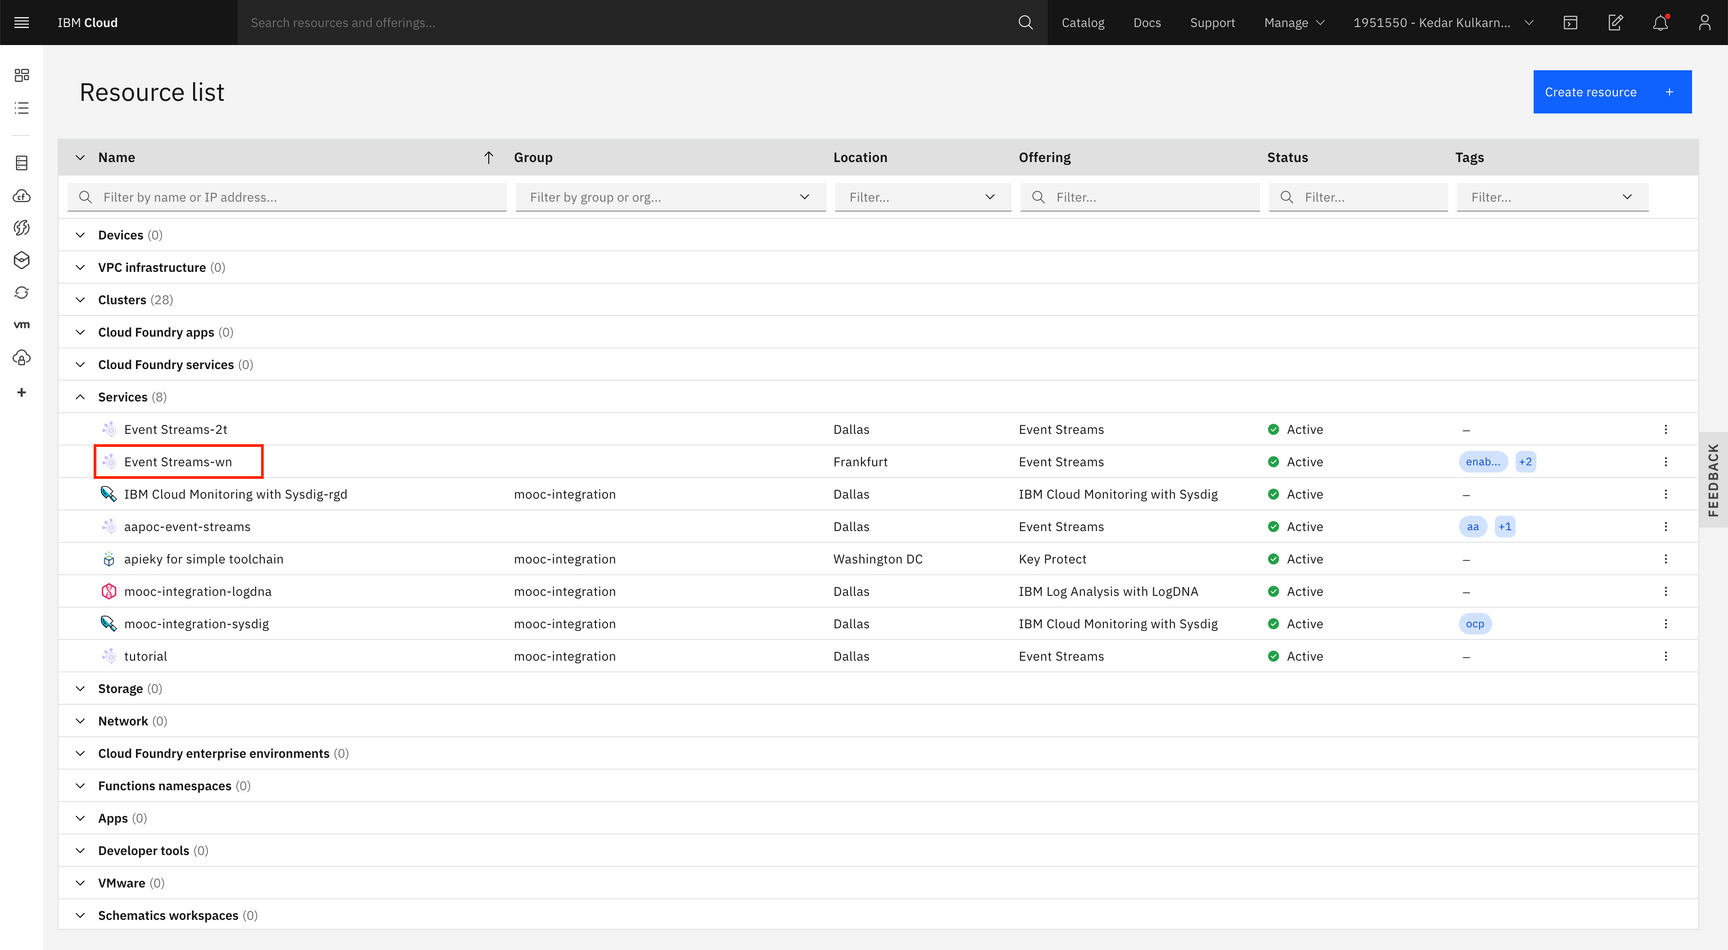 IBM Cloud Search resources and offerings... Catalog Docs Support Manage 1951550 - Kedar Kulkarn...
Resource list
Create resource +
Name Group Location Offering Status Tags
Filter by name or IP address... Filter by group or org... Filter... Filter... Filter... Filter...
Devices (0)
VPC infrastructure (0)
Clusters (28)
Cloud Foundry apps (0)
Cloud Foundry services (0)
Services (8)
Event Streams-2t Dallas Event Streams Active –
Event Streams-wn Frankfurt Event Streams Active enab... +2
IBM Cloud Monitoring with Sysdig-rgd mooc-integration Dallas IBM Cloud Monitoring with Sysdig Active –
aapoc-event-streams Dallas Event Streams Active aa +1
apieky for simple toolchain mooc-integration Washington DC Key Protect Active –
mooc-integration-logdna mooc-integration Dallas IBM Log Analysis with LogDNA Active –
mooc-integration-sysdig mooc-integration Dallas IBM Cloud Monitoring with Sysdig Active ocp
tutorial mooc-integration Dallas Event Streams Active –
Storage (0)
Network (0)
Cloud Foundry enterprise environments (0)
Functions namespaces (0)
Apps (0)
Developer tools (0)
VMware (0)
Schematics workspaces (0)
cf
vm
+
FEEDBACK